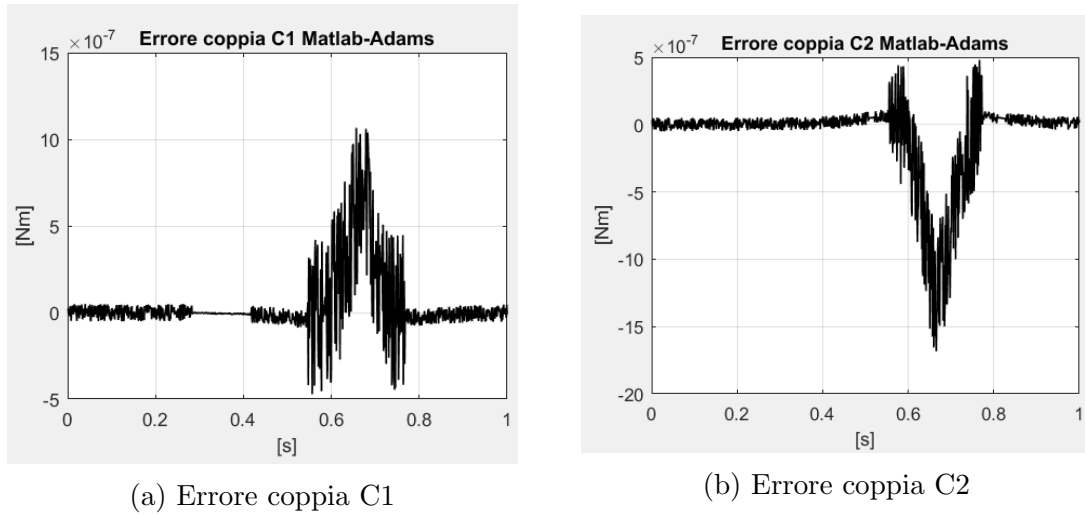 Errore coppia C1 Matlab-Adams
×10⁻⁷
15
10
5
0
-5
[Nm]
0 0.2 0.4 0.6 0.8 1
[s]
(a) Errore coppia C1
Errore coppia C2 Matlab-Adams
×10⁻⁷
5
0
-5
-10
-15
-20
[Nm]
0 0.2 0.4 0.6 0.8 1
[s]
(b) Errore coppia C2